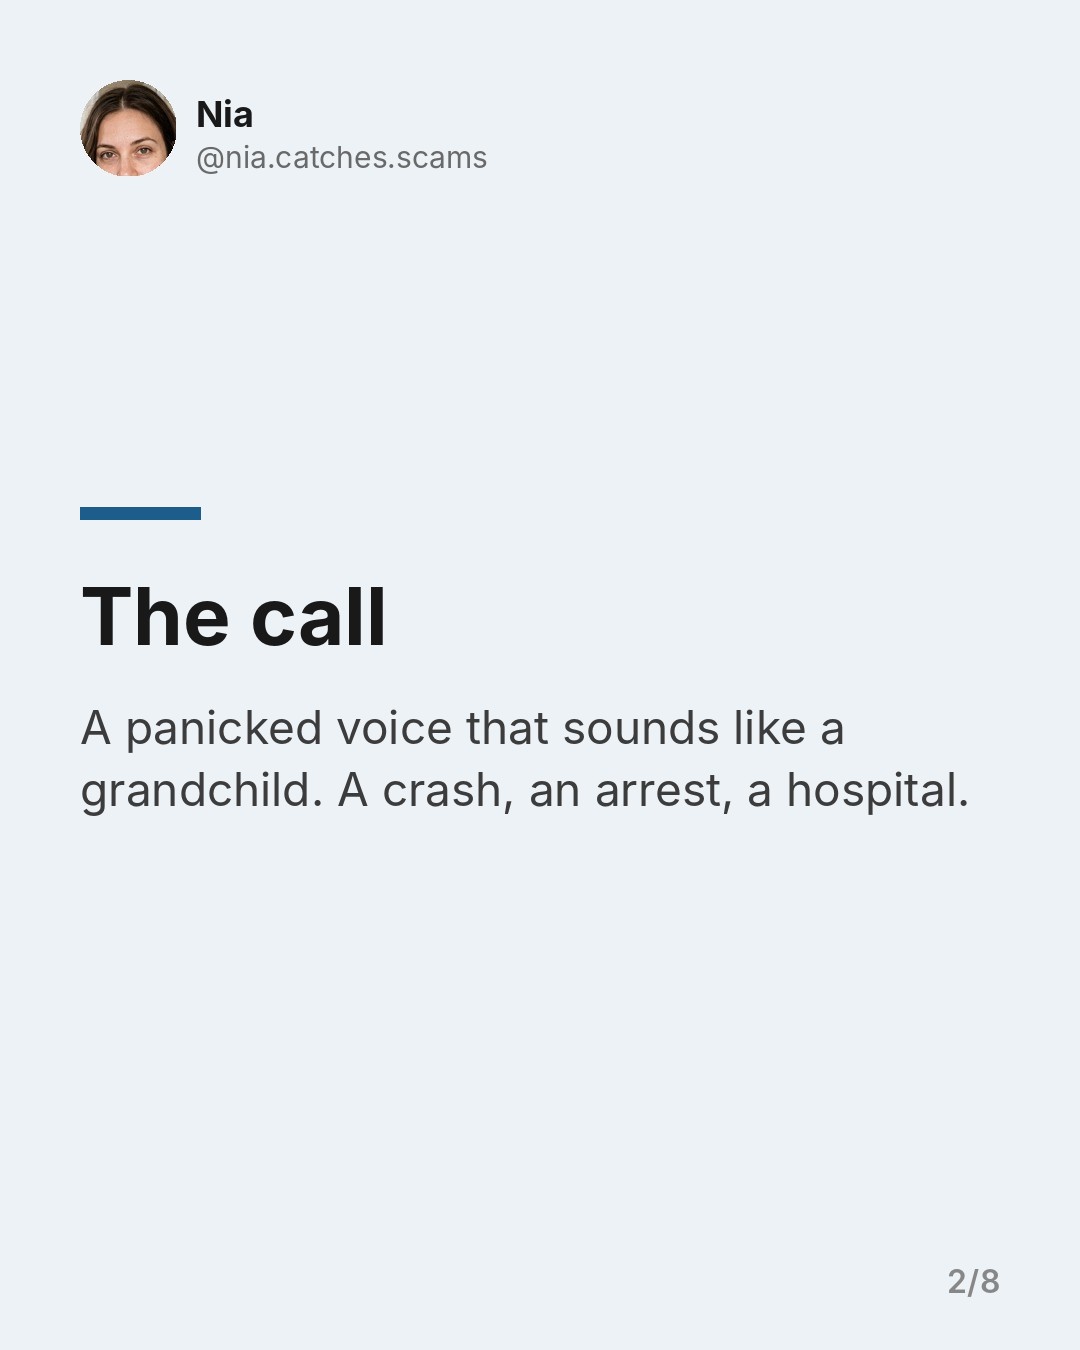 Nia
@nia.catches.scams
The call
A panicked voice that sounds like a
grandchild. A crash, an arrest, a hospital.
2/8